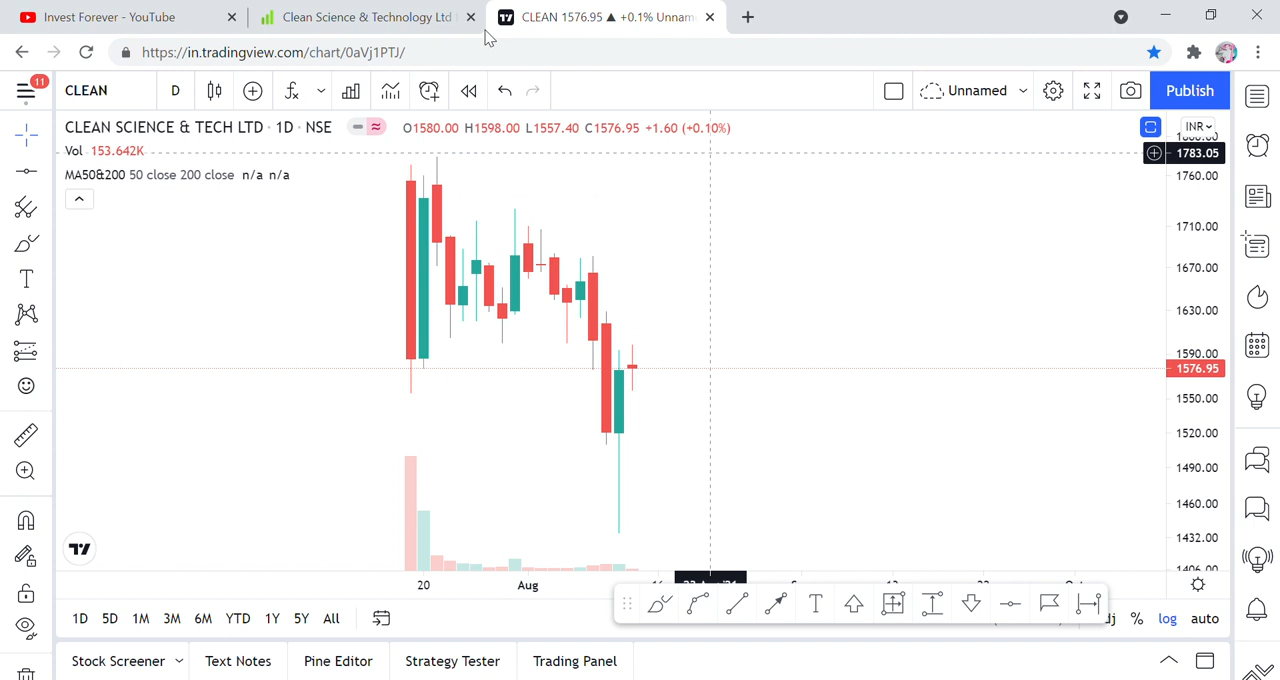 Invest Forever - YouTube
Clean Science & Technology Ltd
CLEAN 1576.95 ▲ +0.1% Unnam
https://in.tradingview.com/chart/0aVj1PTJ/
11
CLEAN
D
Unnamed
Publish
CLEAN SCIENCE & TECH LTD · 1D · NSE
O1580.00 H1598.00 L1557.40 C1576.95 +1.60 (+0.10%)
INR
Vol 153.642K
1783.05
MA50&200 50 close 200 close n/a n/a
1760.00
1710.00
1670.00
1630.00
1590.00
1576.95
1550.00
1520.00
1490.00
1460.00
1432.00
1406.00
20
Aug
1D 5D 1M 3M 6M YTD 1Y 5Y All
% log auto
Stock Screener
Text Notes
Pine Editor
Strategy Tester
Trading Panel